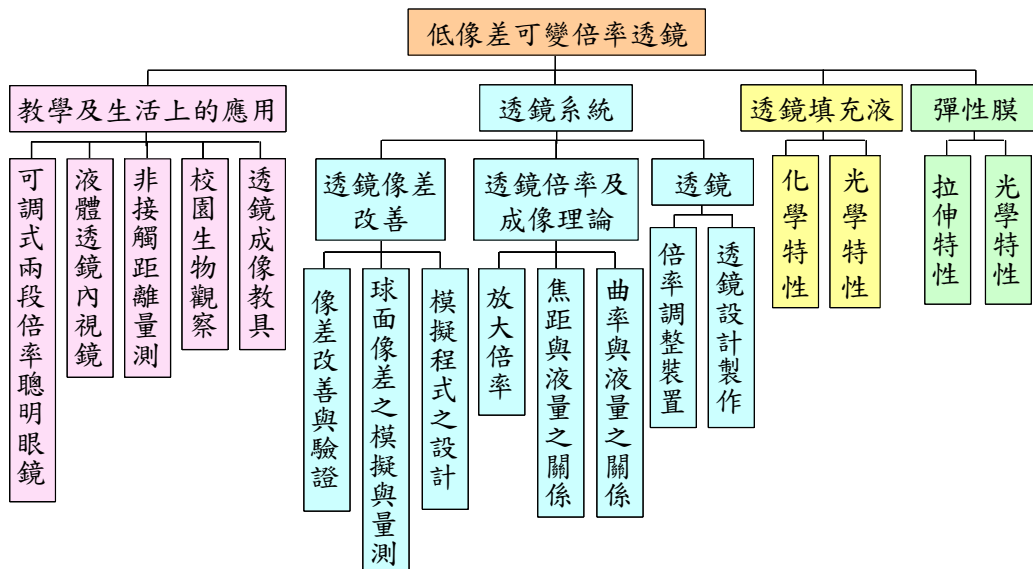 低像差可變倍率透鏡
教學及生活上的應用
透鏡系統
透鏡填充液
彈性膜
可調式兩段倍率聰明眼鏡
液體透鏡內視鏡
非接觸距離量測
校園生物觀察
透鏡成像教具
透鏡像差
改善
透鏡倍率及
成像理論
透鏡
化學特性
光學特性
拉伸特性
光學特性
像差改善與驗證
球面像差之模擬與量測
模擬程式之設計
放大倍率
焦距與液量之關係
曲率與液量之關係
倍率調整裝置
透鏡設計製作